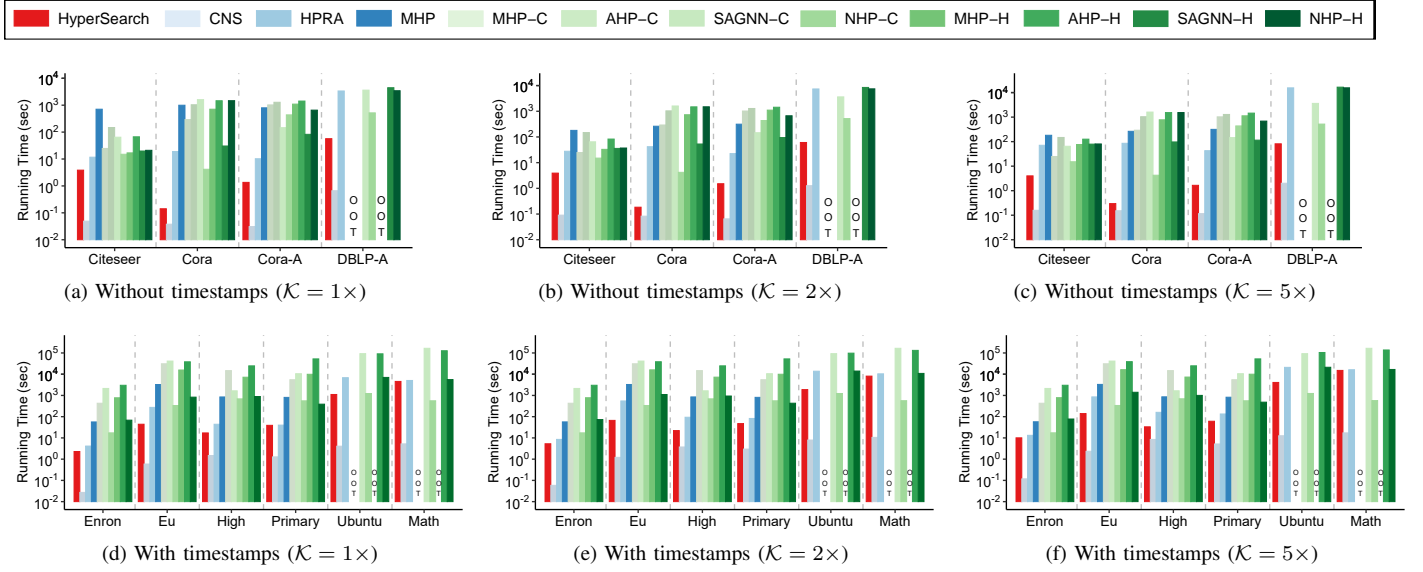 HyperSearch CNS HPRA MHP MHP-C AHP-C SAGNN-C NHP-C MHP-H AHP-H SAGNN-H NHP-H
Running Time (sec)
10^4
10^3
10^2
10^1
10^0
10^-1
10^-2
O O T O O T
Citeseer Cora Cora-A DBLP-A
(a) Without timestamps (K = 1×)
Running Time (sec)
10^4
10^3
10^2
10^1
10^0
10^-1
10^-2
O O T O O T
Citeseer Cora Cora-A DBLP-A
(b) Without timestamps (K = 2×)
Running Time (sec)
10^4
10^3
10^2
10^1
10^0
10^-1
10^-2
O O T O O T
Citeseer Cora Cora-A DBLP-A
(c) Without timestamps (K = 5×)
Running Time (sec)
10^5
10^4
10^3
10^2
10^1
10^0
10^-1
10^-2
O O T O O T O O T O O T
Enron Eu High Primary Ubuntu Math
(d) With timestamps (K = 1×)
Running Time (sec)
10^5
10^4
10^3
10^2
10^1
10^0
10^-1
10^-2
O O T O O T O O T O O T
Enron Eu High Primary Ubuntu Math
(e) With timestamps (K = 2×)
Running Time (sec)
10^5
10^4
10^3
10^2
10^1
10^0
10^-1
10^-2
O O T O O T O O T O O T
Enron Eu High Primary Ubuntu Math
(f) With timestamps (K = 5×)